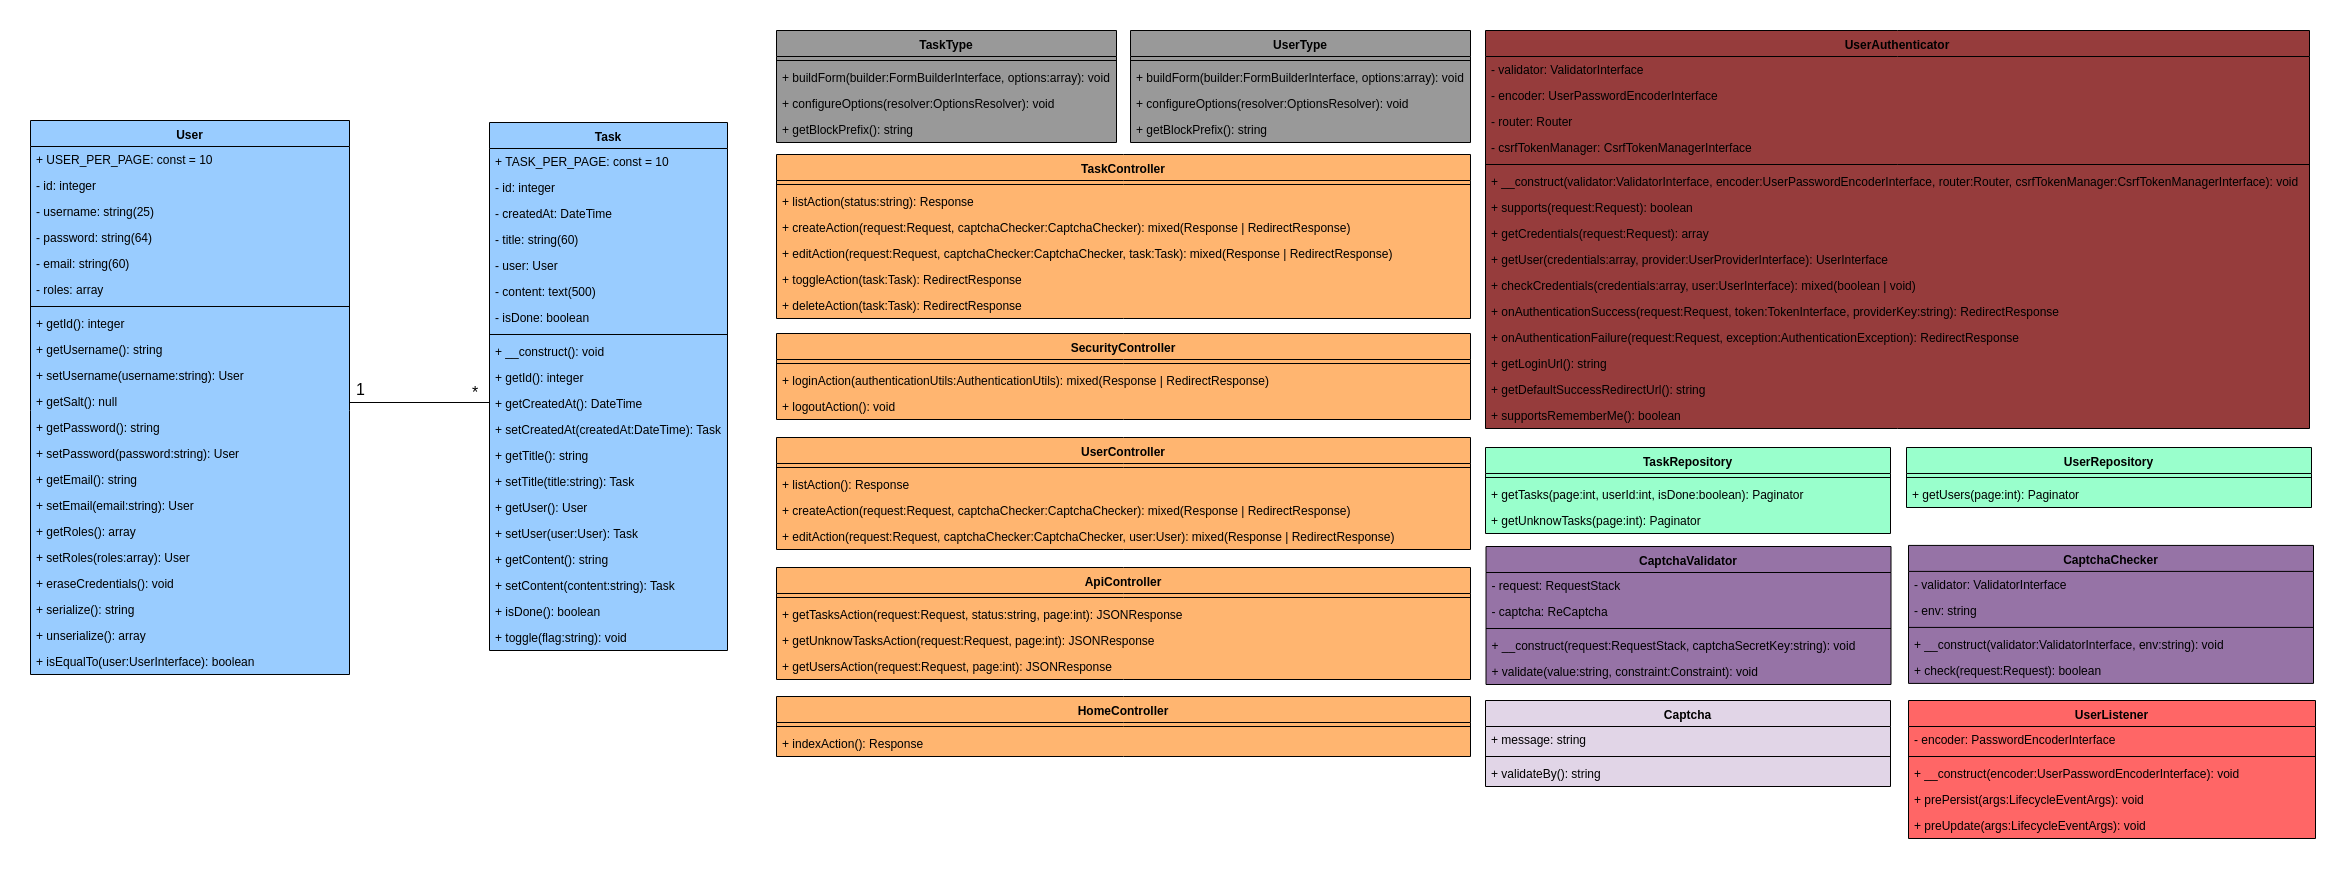 User
+ USER_PER_PAGE: const = 10
- id: integer
- username: string(25)
- password: string(64)
- email: string(60)
- roles: array
+ getId(): integer
+ getUsername(): string
+ setUsername(username:string): User
+ getSalt(): null
+ getPassword(): string
+ setPassword(password:string): User
+ getEmail(): string
+ setEmail(email:string): User
+ getRoles(): array
+ setRoles(roles:array): User
+ eraseCredentials(): void
+ serialize(): string
+ unserialize(): array
+ isEqualTo(user:UserInterface): boolean
1
*
Task
+ TASK_PER_PAGE: const = 10
- id: integer
- createdAt: DateTime
- title: string(60)
- user: User
- content: text(500)
- isDone: boolean
+ __construct(): void
+ getId(): integer
+ getCreatedAt(): DateTime
+ setCreatedAt(createdAt:DateTime): Task
+ getTitle(): string
+ setTitle(title:string): Task
+ getUser(): User
+ setUser(user:User): Task
+ getContent(): string
+ setContent(content:string): Task
+ isDone(): boolean
+ toggle(flag:string): void
TaskType
+ buildForm(builder:FormBuilderInterface, options:array): void
+ configureOptions(resolver:OptionsResolver): void
+ getBlockPrefix(): string
UserType
+ buildForm(builder:FormBuilderInterface, options:array): void
+ configureOptions(resolver:OptionsResolver): void
+ getBlockPrefix(): string
TaskController
+ listAction(status:string): Response
+ createAction(request:Request, captchaChecker:CaptchaChecker): mixed(Response | RedirectResponse)
+ editAction(request:Request, captchaChecker:CaptchaChecker, task:Task): mixed(Response | RedirectResponse)
+ toggleAction(task:Task): RedirectResponse
+ deleteAction(task:Task): RedirectResponse
SecurityController
+ loginAction(authenticationUtils:AuthenticationUtils): mixed(Response | RedirectResponse)
+ logoutAction(): void
UserController
+ listAction(): Response
+ createAction(request:Request, captchaChecker:CaptchaChecker): mixed(Response | RedirectResponse)
+ editAction(request:Request, captchaChecker:CaptchaChecker, user:User): mixed(Response | RedirectResponse)
ApiController
+ getTasksAction(request:Request, status:string, page:int): JSONResponse
+ getUnknowTasksAction(request:Request, page:int): JSONResponse
+ getUsersAction(request:Request, page:int): JSONResponse
HomeController
+ indexAction(): Response
UserAuthenticator
- validator: ValidatorInterface
- encoder: UserPasswordEncoderInterface
- router: Router
- csrfTokenManager: CsrfTokenManagerInterface
+ __construct(validator:ValidatorInterface, encoder:UserPasswordEncoderInterface, router:Router, csrfTokenManager:CsrfTokenManagerInterface): void
+ supports(request:Request): boolean
+ getCredentials(request:Request): array
+ getUser(credentials:array, provider:UserProviderInterface): UserInterface
+ checkCredentials(credentials:array, user:UserInterface): mixed(boolean | void)
+ onAuthenticationSuccess(request:Request, token:TokenInterface, providerKey:string): RedirectResponse
+ onAuthenticationFailure(request:Request, exception:AuthenticationException): RedirectResponse
+ getLoginUrl(): string
+ getDefaultSuccessRedirectUrl(): string
+ supportsRememberMe(): boolean
TaskRepository
+ getTasks(page:int, userId:int, isDone:boolean): Paginator
+ getUnknowTasks(page:int): Paginator
UserRepository
+ getUsers(page:int): Paginator
CaptchaValidator
- request: RequestStack
- captcha: ReCaptcha
+ __construct(request:RequestStack, captchaSecretKey:string): void
+ validate(value:string, constraint:Constraint): void
CaptchaChecker
- validator: ValidatorInterface
- env: string
+ __construct(validator:ValidatorInterface, env:string): void
+ check(request:Request): boolean
Captcha
+ message: string
+ validateBy(): string
UserListener
- encoder: PasswordEncoderInterface
+ __construct(encoder:UserPasswordEncoderInterface): void
+ prePersist(args:LifecycleEventArgs): void
+ preUpdate(args:LifecycleEventArgs): void